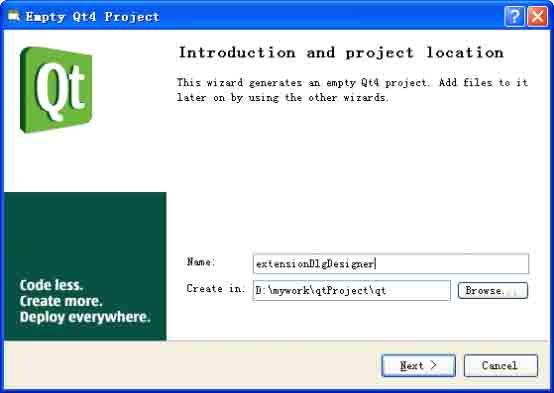 Empty Qt4 Project
Qt
Introduction and project location
This wizard generates an empty Qt4 project. Add files to it
later on by using the other wizards.
Name:
extensionDlgDesigner
Create in:
D:\mywork\qtProject\qt
Browse...
Code less.
Create more.
Deploy everywhere.
Next >
Cancel